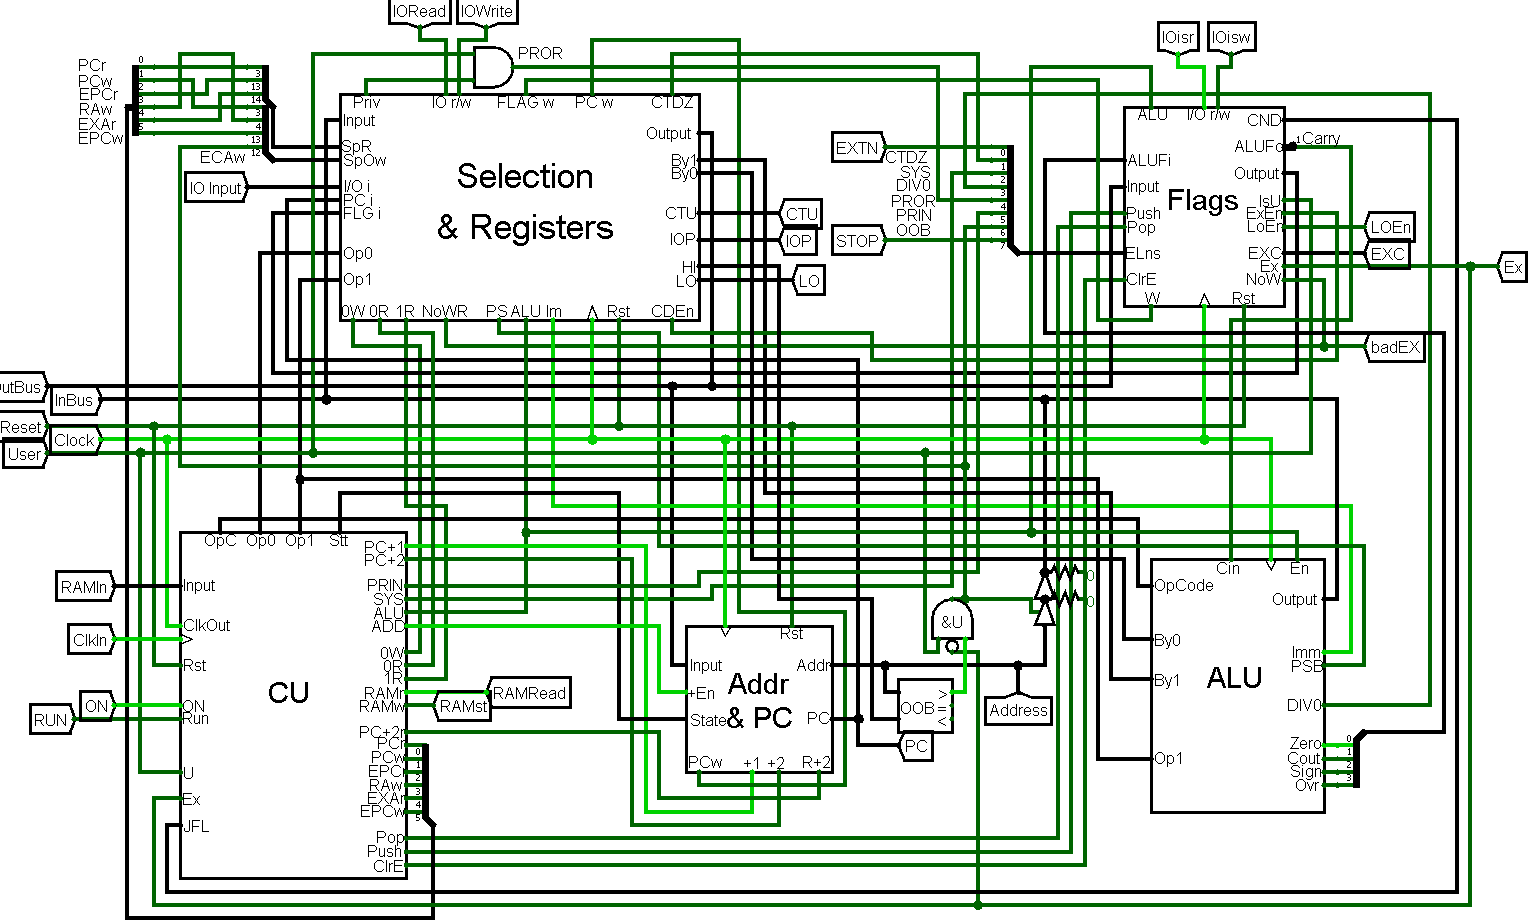 IORead
IOWrite
PROR
IOisr
IOisw
PCr
PCw
EPCr
RAw
EXAr
EPCw
ECAw
0
1
2
3
4
5
3
2
13
14
3
4
13
12
Priv
IO r/w
FLAG w
PC w
CTDZ
Input
SpR
SpOw
I/O i
PC i
FLG i
Op0
Op1
Selection
& Registers
Output
By1
By0
CTU
IOP
HI
LO
0W
0R
1R
NoWR
PS
ALU
Im
Rst
CDEn
IO Input
CTU
IOP
LO
EXTN
CTDZ
SYS
DIV0
PROR
PRIN
OOB
STOP
0
1
2
3
4
5
6
7
ALU
I/O r/w
CND
ALUFo
1
Carry
ALUFi
Input
Push
Pop
ELns
ClrE
W
Rst
Flags
Output
IsU
ExEn
LoEn
EXC
Ex
NoW
LOEn
EXC
Ex
badEX
utBus
InBus
Reset
Clock
User
OpC
Op0
Op1
Stt
Input
ClkOut
Rst
ON
Run
U
Ex
JFL
CU
PC+1
PC+2
PRIN
SYS
ALU
ADD
0W
0R
1R
RAMr
RAMw
PC+2r
PCr
PCw
EPCr
RAw
EXAr
EPCw
0
1
2
3
4
5
Pop
Push
ClrE
RAMIn
ClkIn
ON
RUN
RAMRead
RAMst
Rst
Input
+En
State
Addr
& PC
Addr
PC
PCw
+1
+2
R+2
&U
OOB
>
=
<
PC
Address
0
0
Cin
En
OpCode
Output
By0
By1
Op1
ALU
Imm
PSB
DIV0
Zero
Cout
Sign
Ovr
0
1
2
3